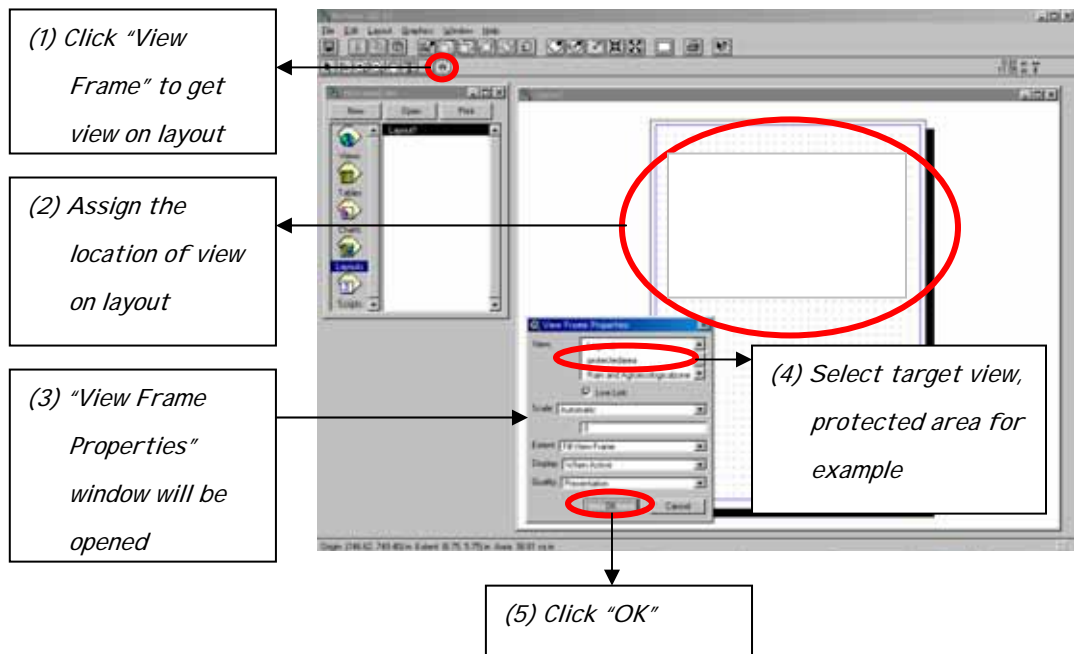 (1) Click “View
Frame” to get
view on layout
(2) Assign the
location of view
on layout
(3) “View Frame
Properties”
window will be
opened
File Edit Layout Graphics Window Help
New Open Print
Layout1
Views
Tables
Charts
Layouts
Scripts
View Frame Properties
View:
protectedarea
Live Link
Scale: Automatic
Extent: Fill View Frame
Display: When Active
Quality: Presentation
OK Cancel
(4) Select target view,
protected area for
example
(5) Click “OK”